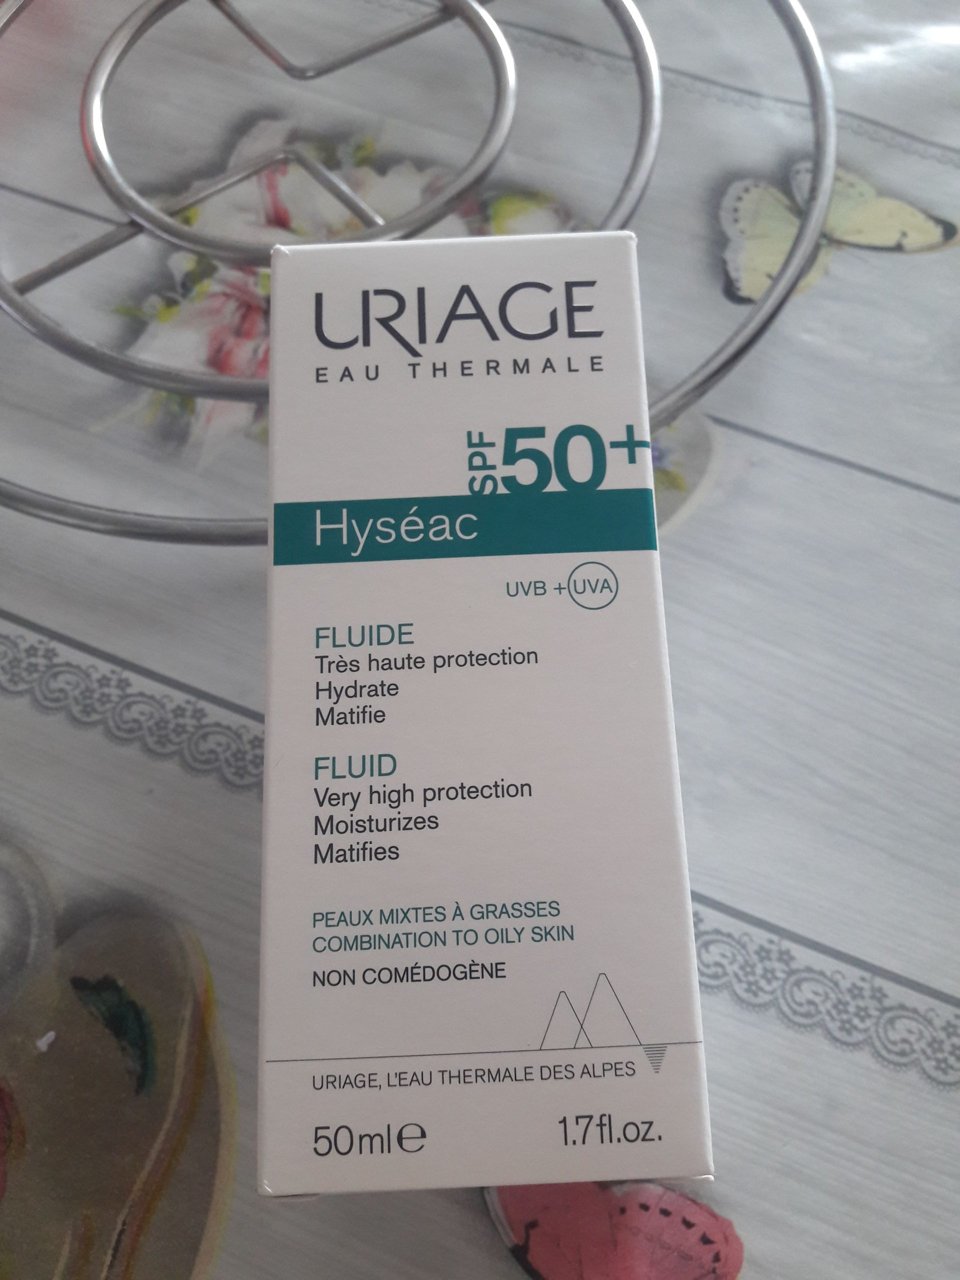 URIAGE
EAU THERMALE
SPF 50+
Hyséac
UVB + UVA
FLUIDE
Très haute protection
Hydrate
Matifie
FLUID
Very high protection
Moisturizes
Matifies
PEAUX MIXTES À GRASSES
COMBINATION TO OILY SKIN
NON COMÉDOGÈNE
URIAGE, L'EAU THERMALE DES ALPES
50ml℮ 1.7fl.oz.